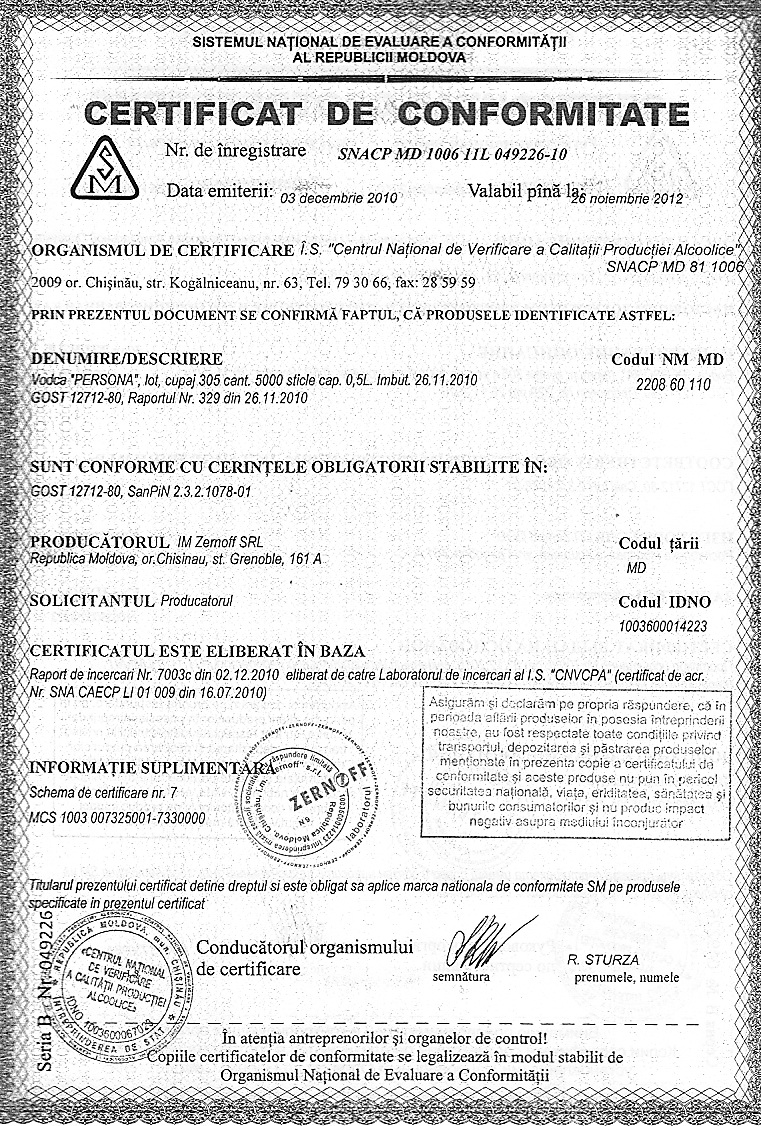 SISTEMUL NAȚIONAL DE EVALUARE A CONFORMITĂȚII
AL REPUBLICII MOLDOVA
CERTIFICAT DE CONFORMITATE
SM
Nr. de înregistrare SNACP MD 1006 11L 049226-10
Data emiterii: 03 decembrie 2010 Valabil pînă la: 26 noiembrie 2012
ORGANISMUL DE CERTIFICARE Î.S. "Centrul Național de Verificare a Calitații Producției Alcoolice"
SNACP MD 81 1006
2009 or. Chișinău, str. Kogălniceanu, nr. 63, Tel. 79 30 66, fax: 28 59 59
PRIN PREZENTUL DOCUMENT SE CONFIRMĂ FAPTUL, CĂ PRODUSELE IDENTIFICATE ASTFEL:
DENUMIRE/DESCRIERE Codul NM MD
Vodca "PERSONA", lot, cupaj 305 cant. 5000 sticle cap. 0,5L. Imbut. 26.11.2010
2208 60 110
GOST 12712-80, Raportul Nr. 329 din 26.11.2010
SUNT CONFORME CU CERINȚELE OBLIGATORII STABILITE ÎN:
GOST 12712-80, SanPiN 2.3.2.1078-01
PRODUCĂTORUL IM Zernoff SRL Codul țării
Republica Moldova, or.Chisinau, st. Grenoble, 161 A
MD
SOLICITANTUL Producatorul Codul IDNO
1003600014223
CERTIFICATUL ESTE ELIBERAT ÎN BAZA
Raport de incercari Nr. 7003c din 02.12.2010 eliberat de catre Laboratorul de incercari al I.S. "CNVCPA" (certificat de acr.
Nr. SNA CAECP LI 01 009 din 16.07.2010)
Asigurăm și declarăm pe propria răspundere, că în
perioada aflării produselor în posesia întreprinderii
noastre, au fost respectate toate condițiile privind
transportul, depozitarea și păstrarea produselor
menționate în prezenta copie a certificatului de
conformitate și aceste produse nu pun în pericol
securitatea națională, viața, ereditatea, sănătatea și
bunurile consumatorilor și nu produc impact
negativ asupra mediului înconjurător
INFORMAȚIE SUPLIMENTARĂ
Schema de certificare nr. 7
MCS 1003 007325001-7330000
ZERNOFF
laboratorul
Titularul prezentului certificat detine dreptul si este obligat sa aplice marca nationala de conformitate SM pe produsele
specificate in prezentul certificat
Seria B - Nr. 049226
REPUBLICA MOLDOVA, mun. CHIȘINĂU
ÎNTREPRINDEREA DE STAT
«CENTRUL NAȚIONAL
DE VERIFICARE
A CALITĂȚII PRODUCȚIEI
ALCOOLICE»
Conducătorul organismului
de certificare
semnătura
R. STURZA
prenumele, numele
În atenția antreprenorilor și organelor de control!
Copiile certificatelor de conformitate se legalizează în modul stabilit de
Organismul Național de Evaluare a Conformității